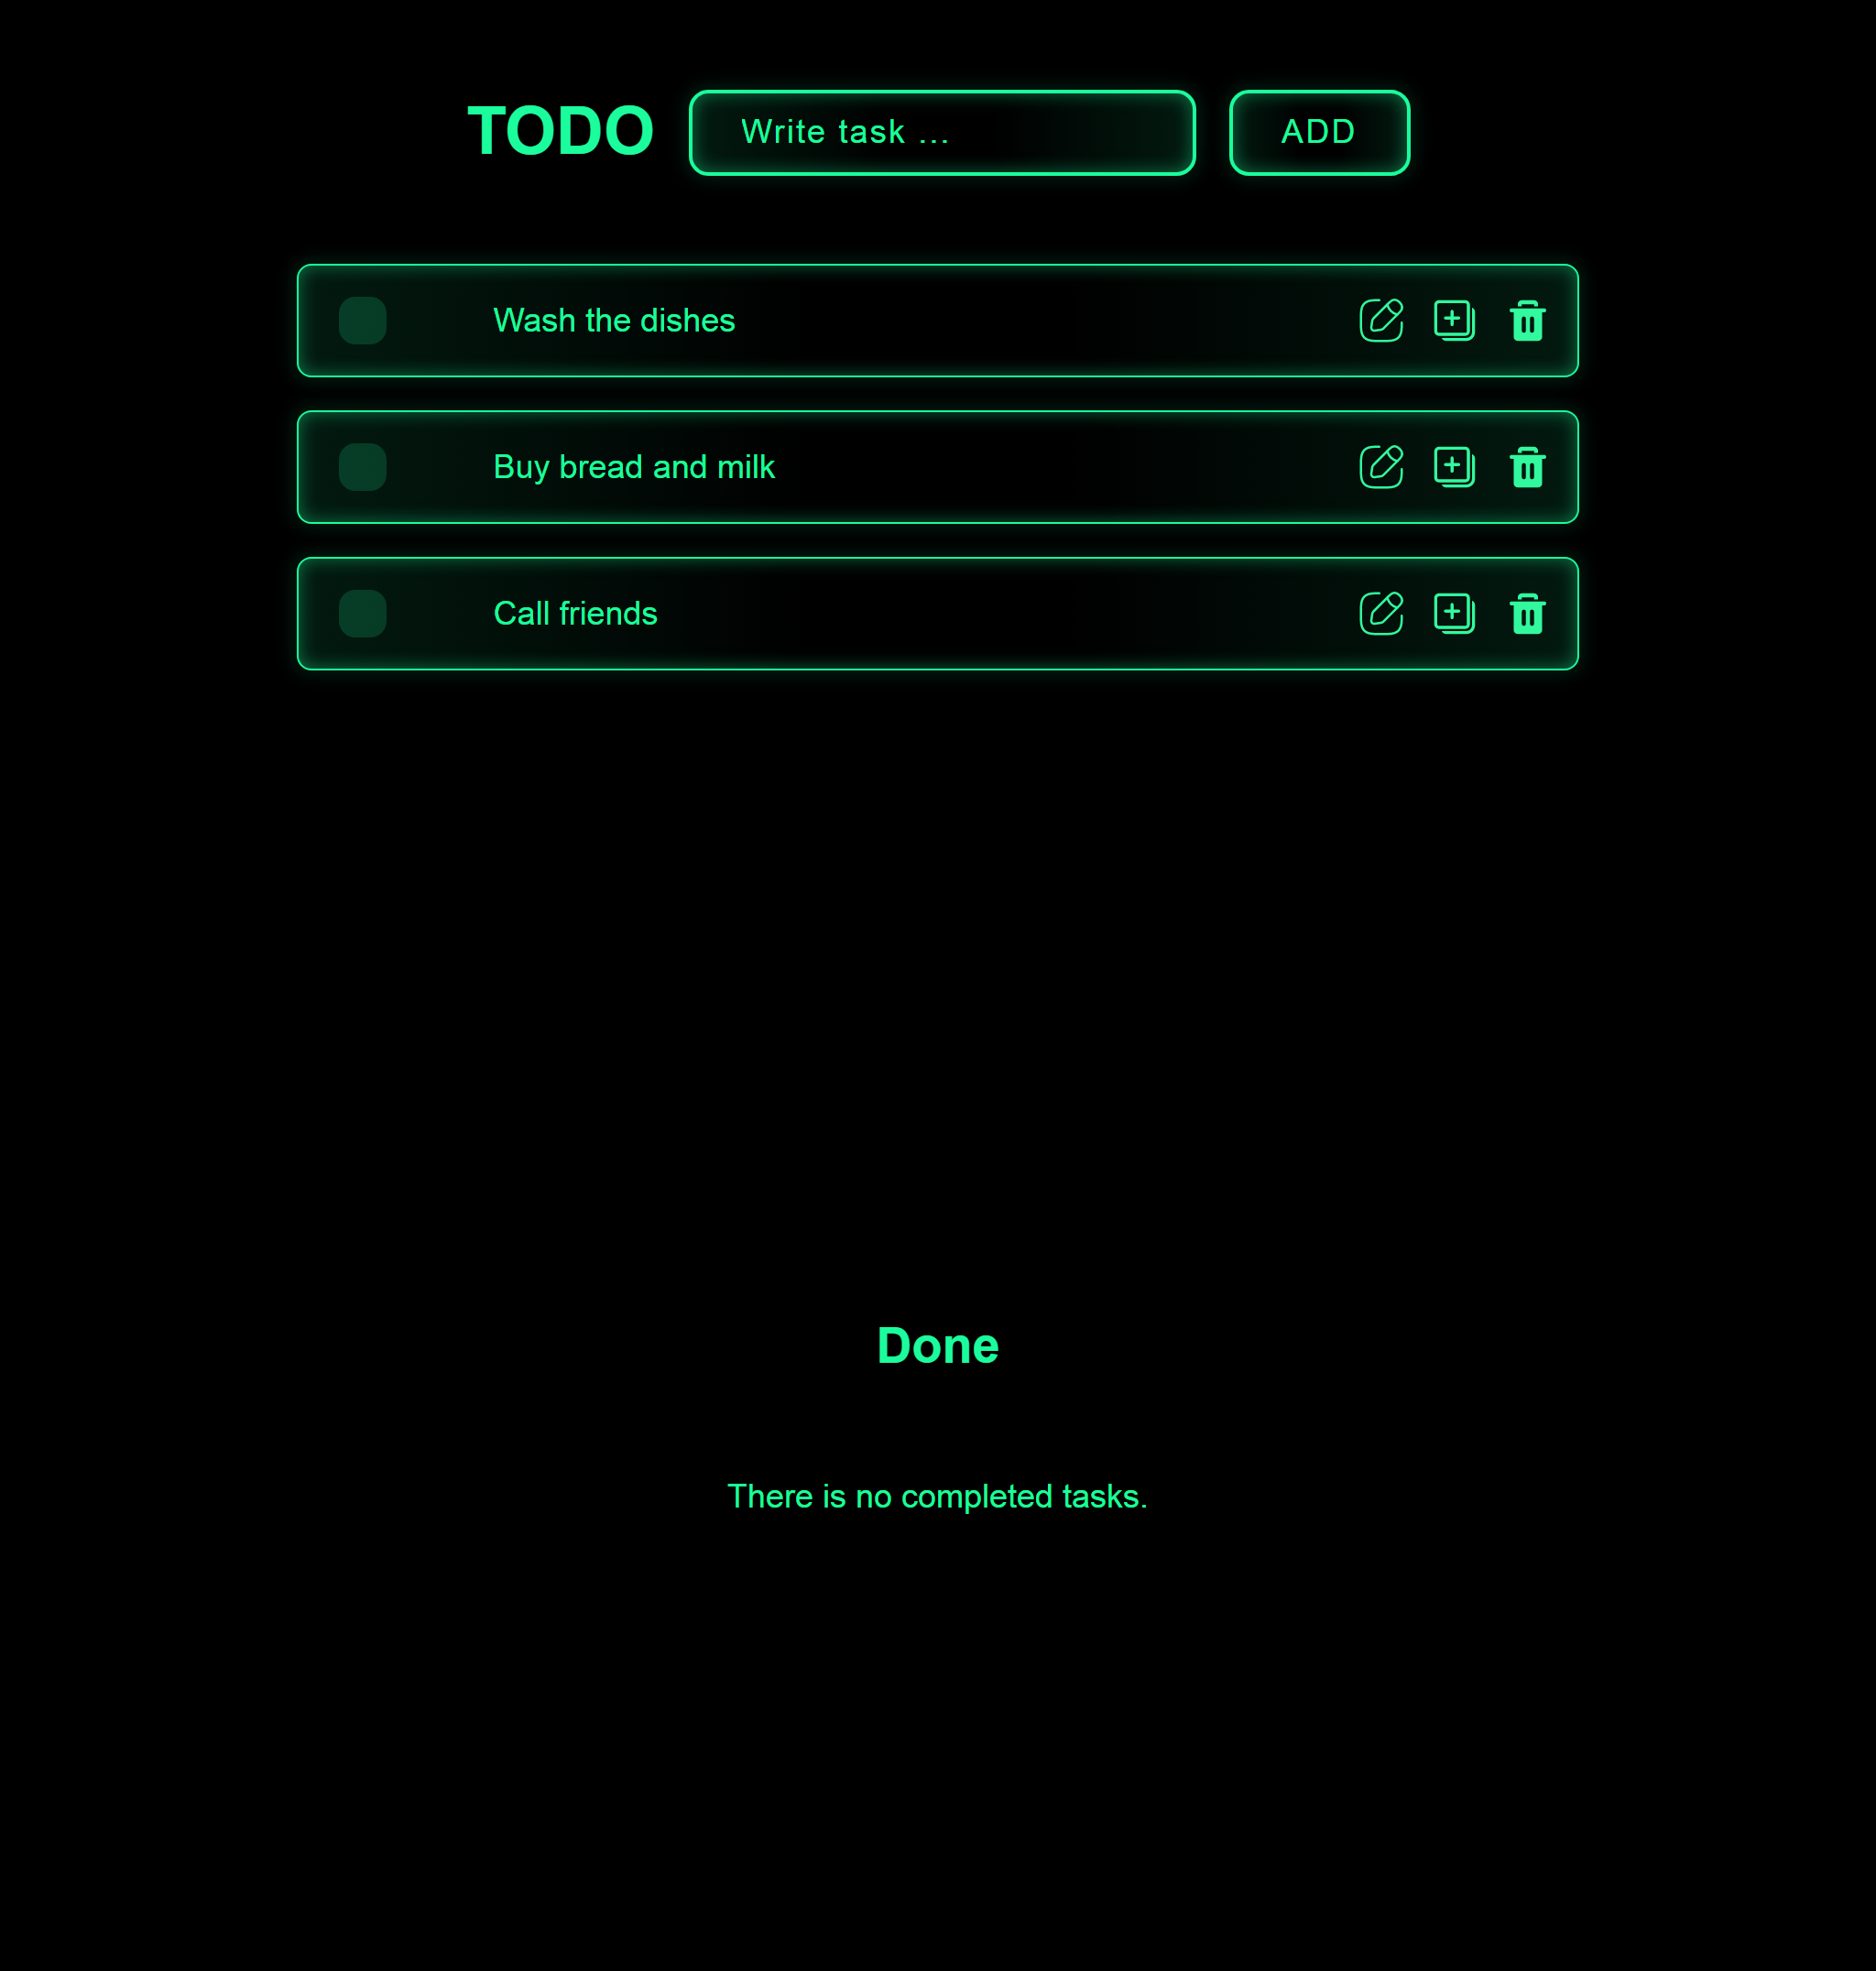 TODO
Write task ...
ADD
Wash the dishes
Buy bread and milk
Call friends
Done
There is no completed tasks.